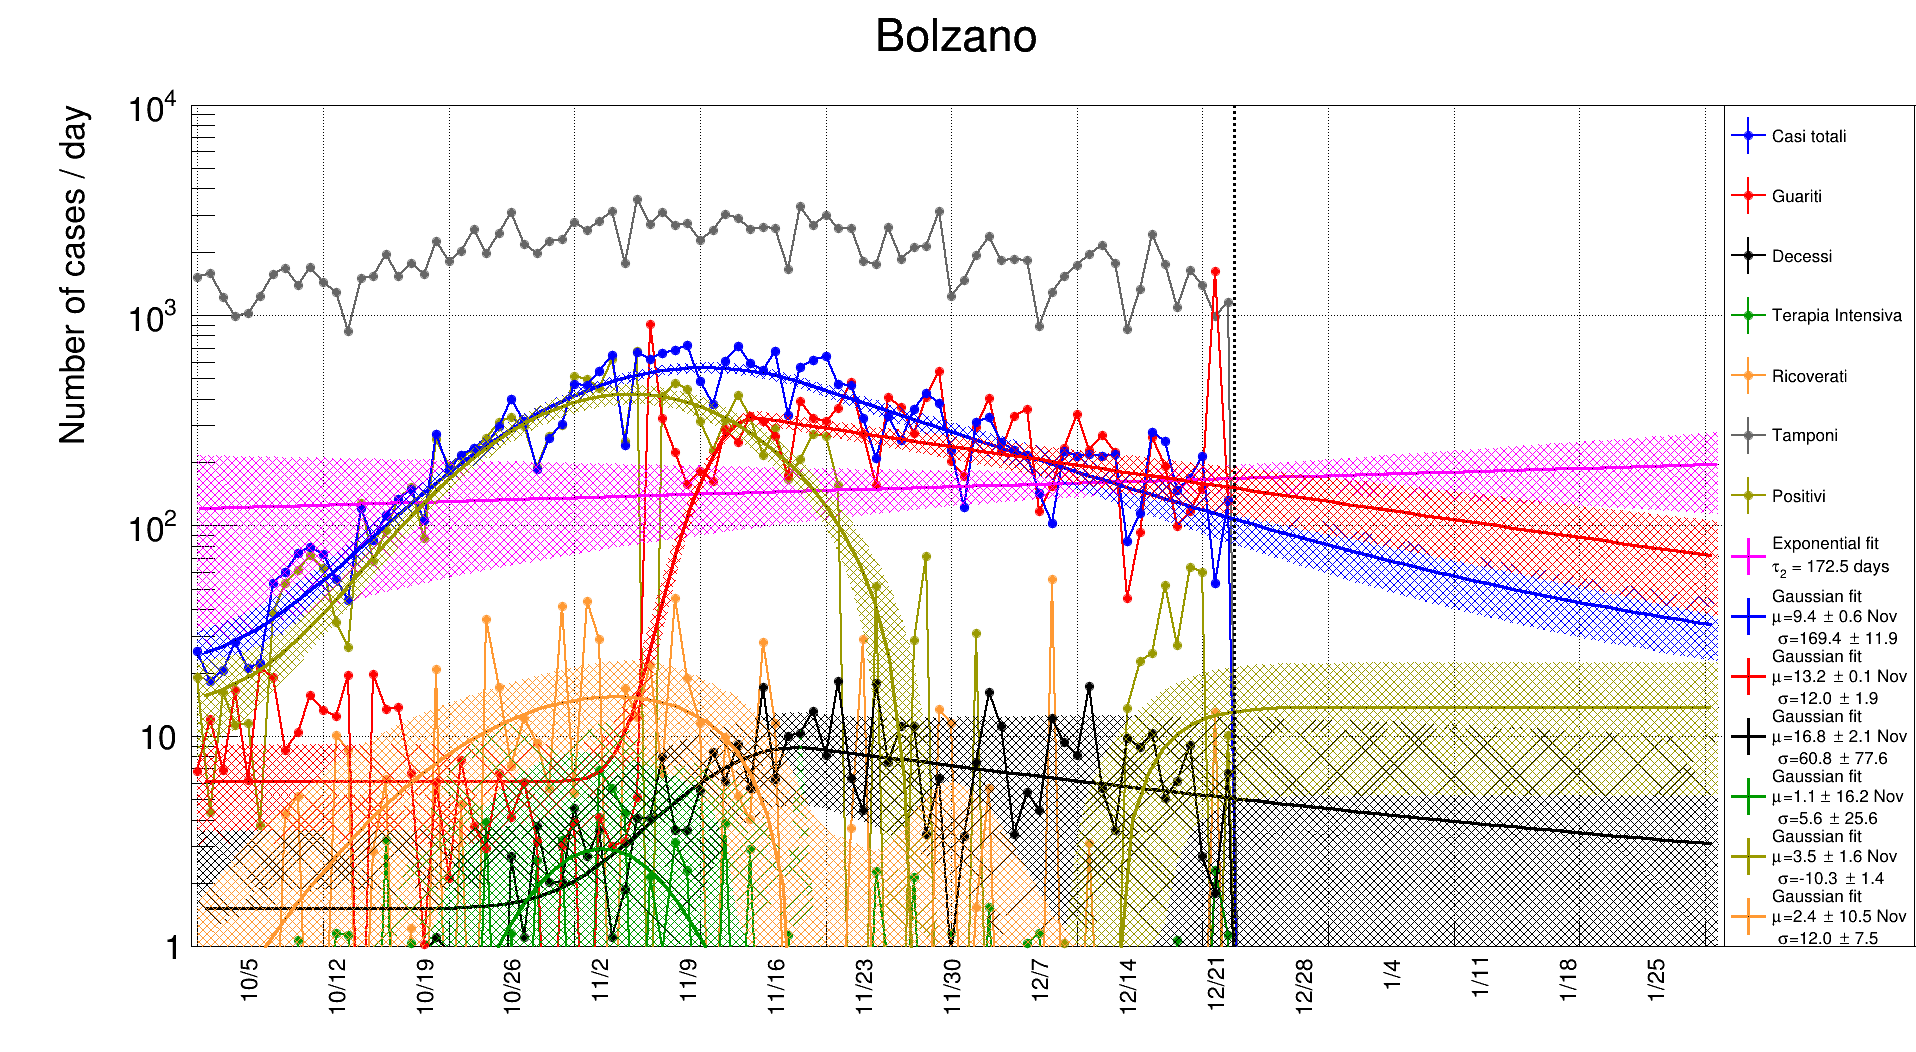 Bolzano
Number of cases / day
10^4
10^3
10^2
10
1
10/5 10/12 10/19 10/26 11/2 11/9 11/16 11/23 11/30 12/7 12/14 12/21 12/28 1/4 1/11 1/18 1/25
Casi totali
Guariti
Decessi
Terapia Intensiva
Ricoverati
Tamponi
Positivi
Exponential fit
τ_2 = 172.5 days
Gaussian fit
μ=9.4 ± 0.6 Nov
σ=169.4 ± 11.9
Gaussian fit
μ=13.2 ± 0.1 Nov
σ=12.0 ± 1.9
Gaussian fit
μ=16.8 ± 2.1 Nov
σ=60.8 ± 77.6
Gaussian fit
μ=1.1 ± 16.2 Nov
σ=5.6 ± 25.6
Gaussian fit
μ=3.5 ± 1.6 Nov
σ=-10.3 ± 1.4
Gaussian fit
μ=2.4 ± 10.5 Nov
σ=12.0 ± 7.5